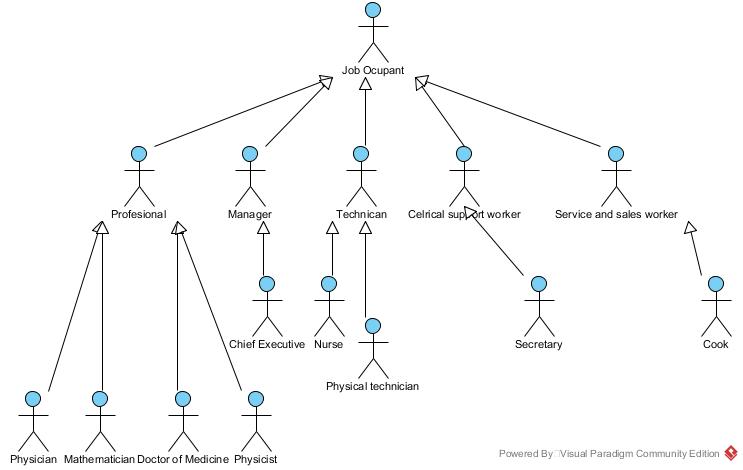 Job Ocupant
Profesional
Manager
Technican
Celrical support worker
Service and sales worker
Chief Executive
Nurse
Secretary
Cook
Physical technician
Physician
Mathematician
Doctor of Medicine
Physicist
Powered By Visual Paradigm Community Edition